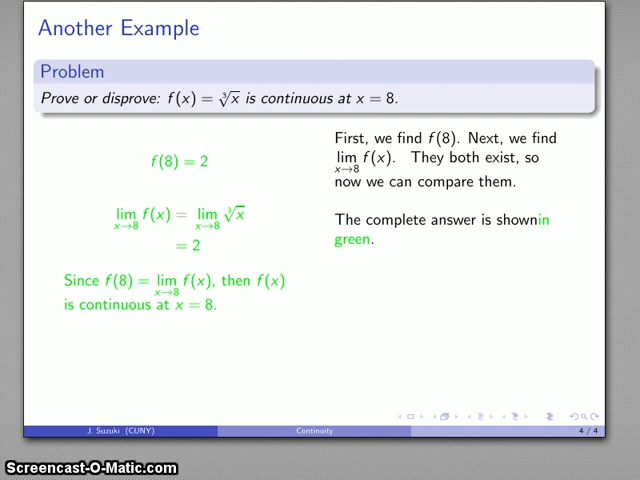 Another Example
Problem
Prove or disprove: f(x) = ∛x is continuous at x = 8.
f(8) = 2
lim x→8 f(x) = lim x→8 ∛x
= 2
Since f(8) = lim x→8 f(x), then f(x)
is continuous at x = 8.
First, we find f(8). Next, we find
lim x→8 f(x). They both exist, so
now we can compare them.
The complete answer is shownin
green.
J. Suzuki (CUNY)
Continuity
4 / 4
Screencast-O-Matic.com